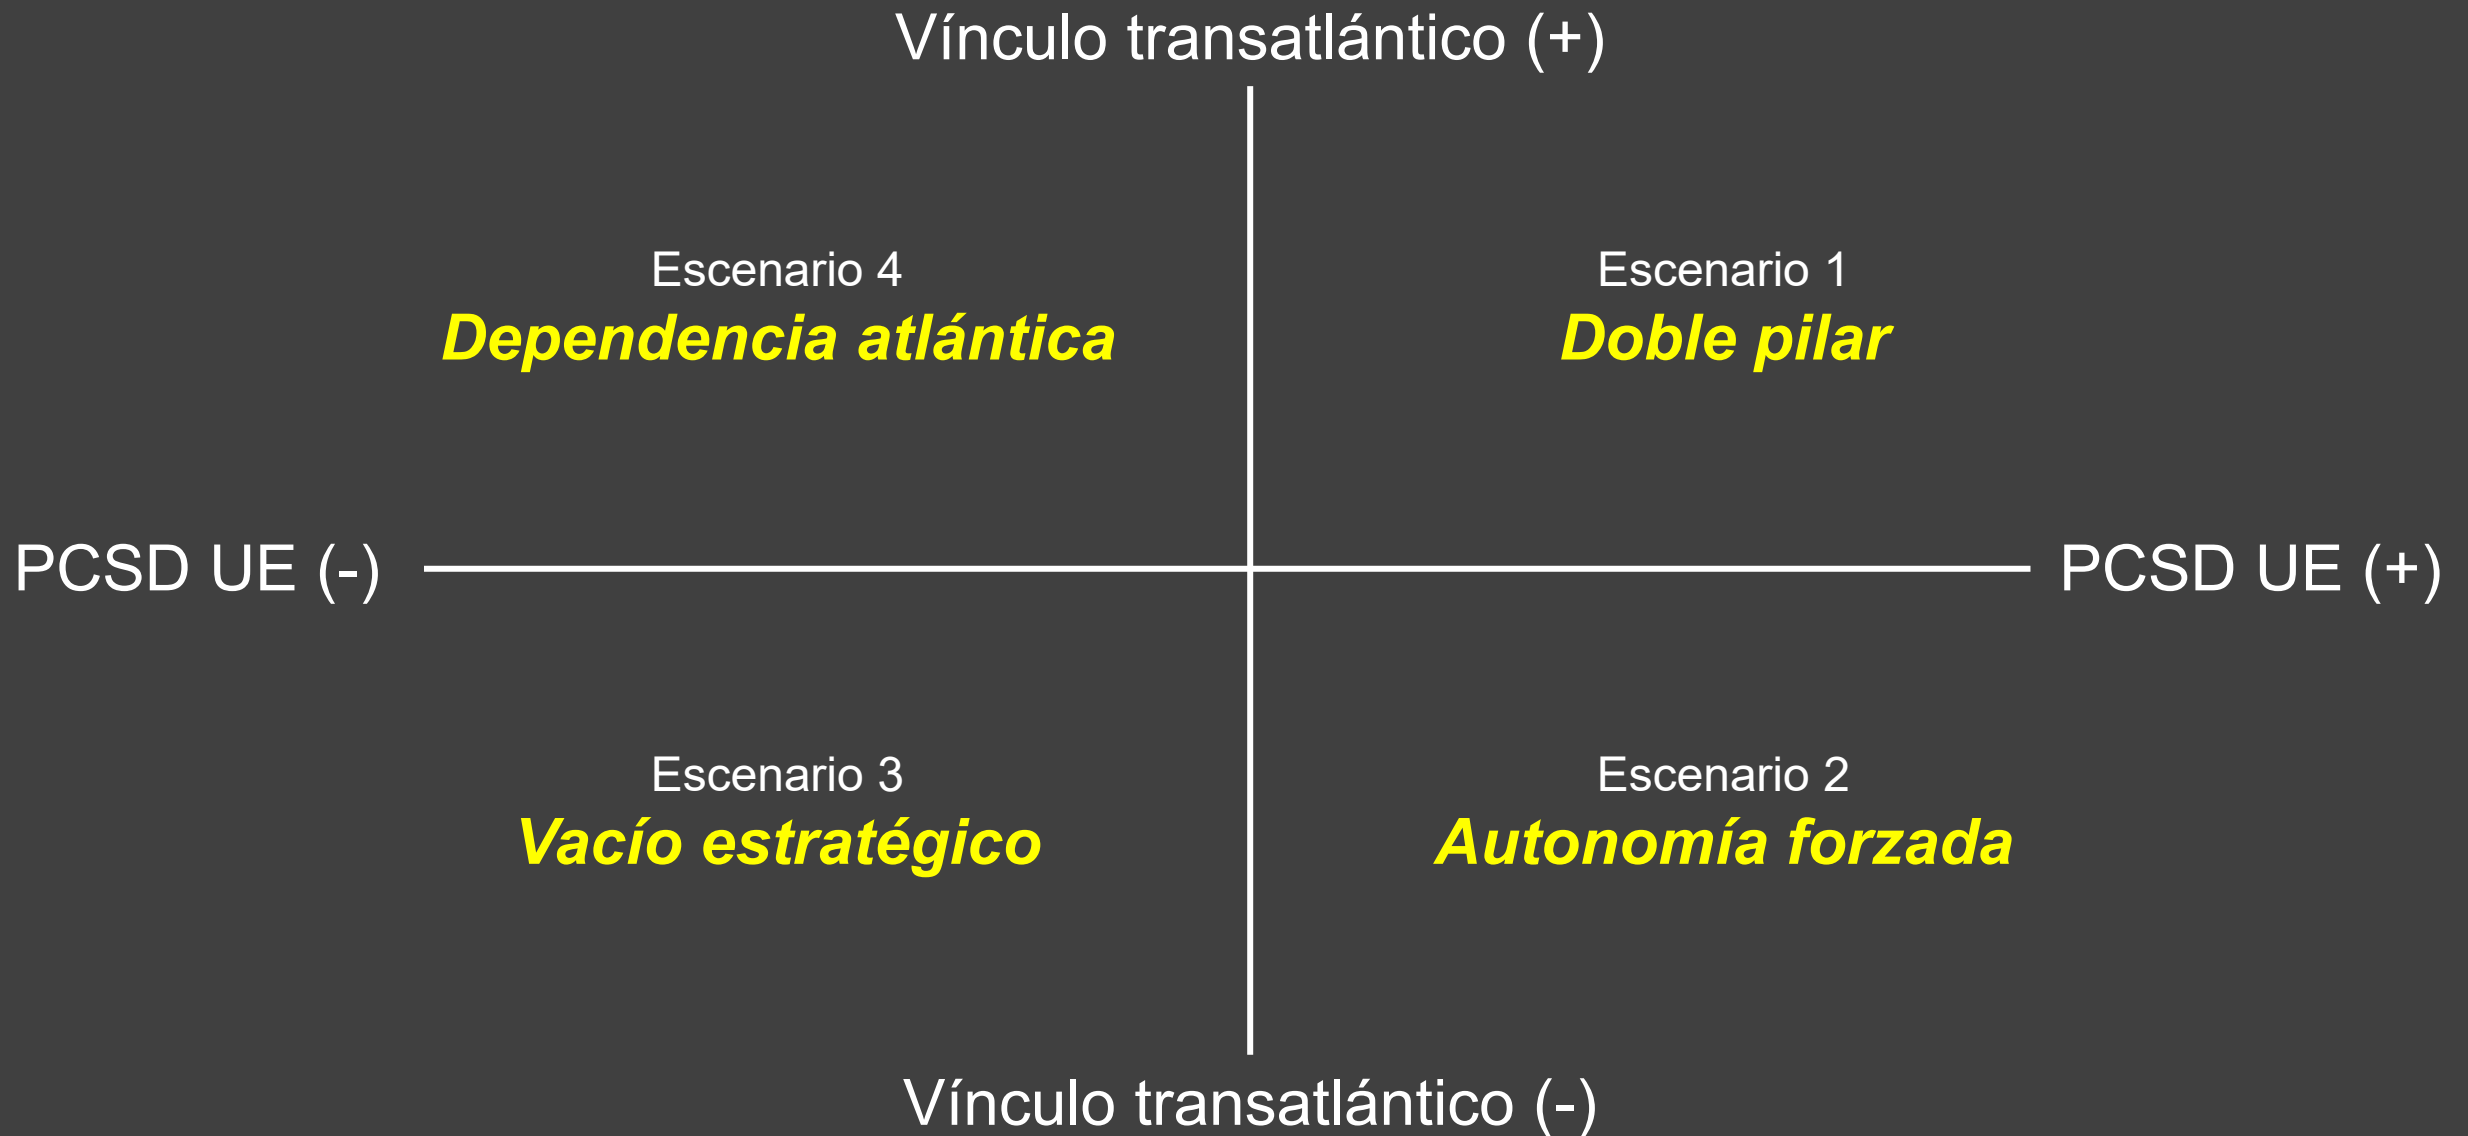 Vínculo transatlántico (+)
Escenario 4
Dependencia atlántica
Escenario 1
Doble pilar
PCSD UE (-)
PCSD UE (+)
Escenario 3
Vacío estratégico
Escenario 2
Autonomía forzada
Vínculo transatlántico (-)